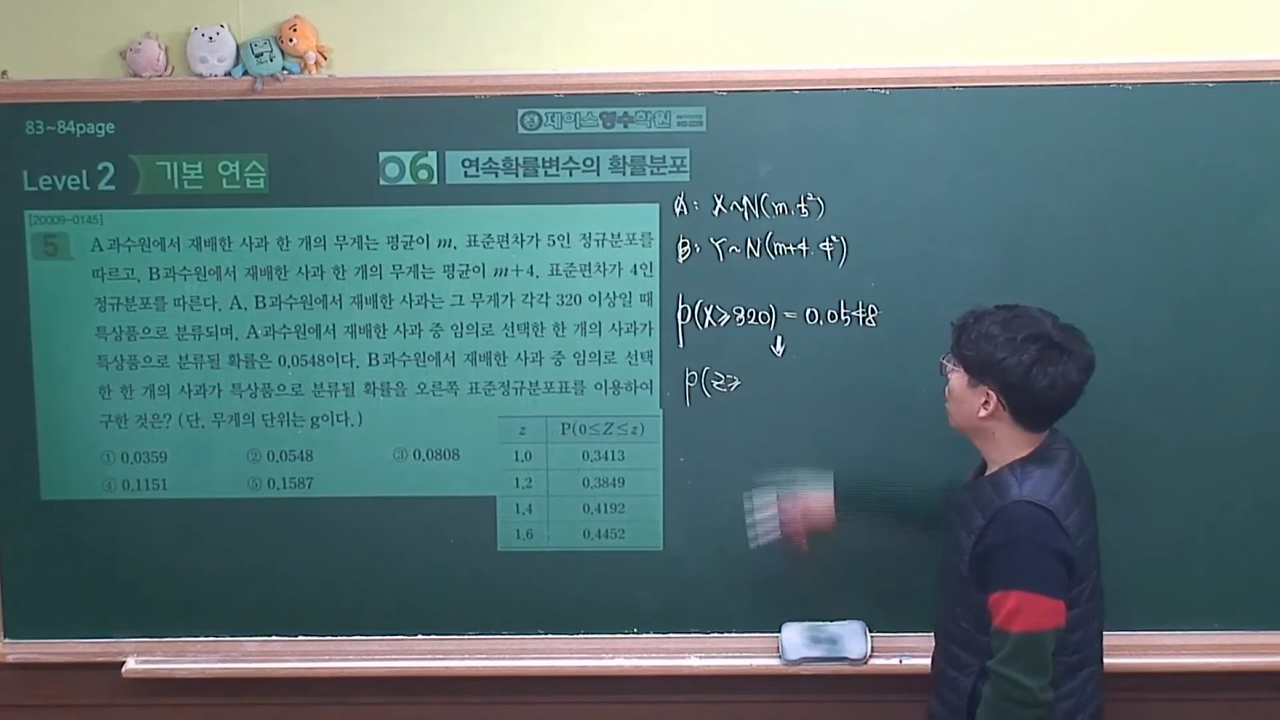 83~84page
제이스영수학원
Level 2 기본 연습
06 연속확률변수의 확률분포
[20009-0145]
5 A과수원에서 재배한 사과 한 개의 무게는 평균이 m, 표준편차가 5인 정규분포를
따르고, B과수원에서 재배한 사과 한 개의 무게는 평균이 m+4, 표준편차가 4인
정규분포를 따른다. A, B과수원에서 재배한 사과는 그 무게가 각각 320 이상일 때
특상품으로 분류되며, A과수원에서 재배한 사과 중 임의로 선택한 한 개의 사과가
특상품으로 분류될 확률은 0.0548이다. B과수원에서 재배한 사과 중 임의로 선택
한 한 개의 사과가 특상품으로 분류될 확률을 오른쪽 표준정규분포표를 이용하여
구한 것은? (단, 무게의 단위는 g이다.)
① 0.0359 ② 0.0548 ③ 0.0808
④ 0.1151 ⑤ 0.1587
z P(0≤Z≤z)
1.0 0.3413
1.2 0.3849
1.4 0.4192
1.6 0.4452
A: X~N(m, 5²)
B: Y~N(m+4, 4²)
P(X≥320) = 0.0548
↓
P(Z≥